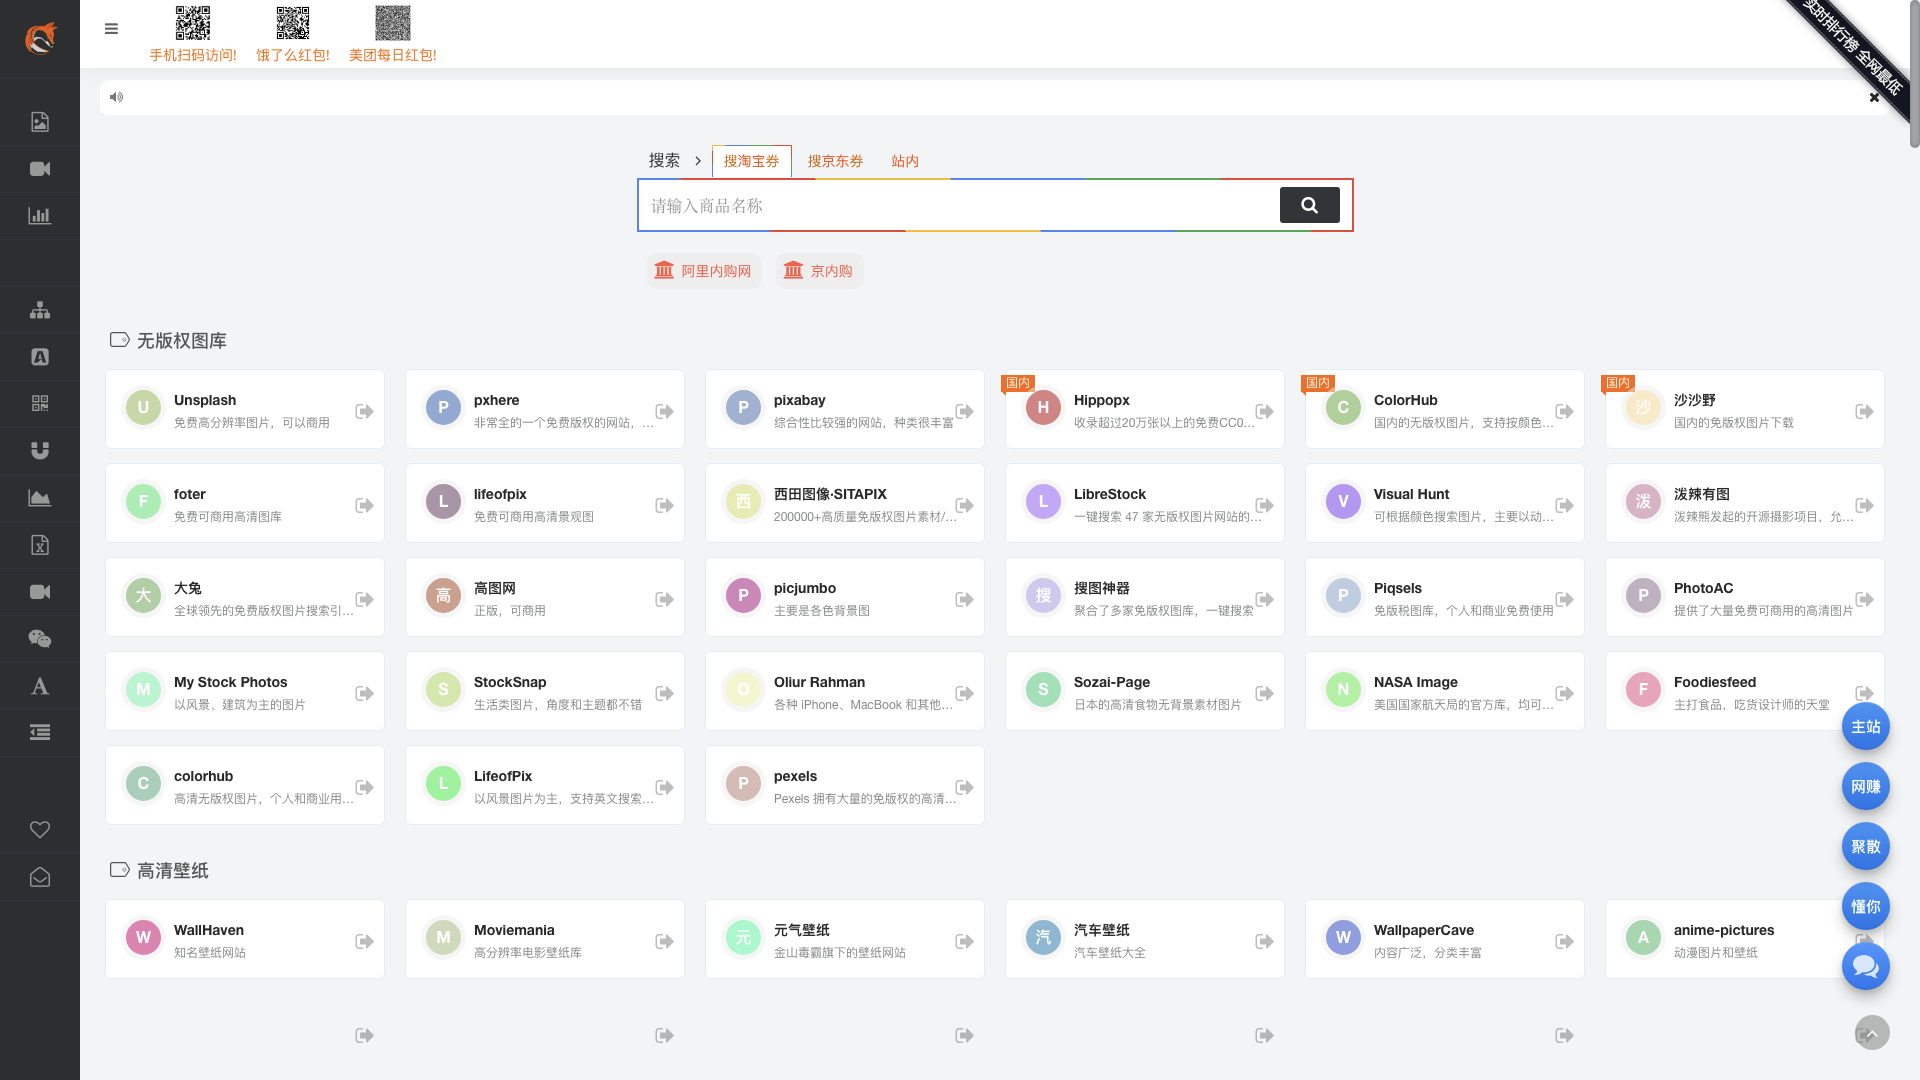 手机扫码访问!
饿了么红包!
美团每日红包!
实时排行榜 全网最低
搜索
搜淘宝券
搜京东券
站内
请输入商品名称
阿里内购网
京内购
无版权图库
U
Unsplash
免费高分辨率图片，可以商用
P
pxhere
非常全的一个免费版权的网站，...
P
pixabay
综合性比较强的网站，种类很丰富
国内
H
Hippopx
收录超过20万张以上的免费CC0...
国内
C
ColorHub
国内的无版权图片，支持按颜色...
国内
沙
沙沙野
国内的免版权图片下载
F
foter
免费可商用高清图库
L
lifeofpix
免费可商用高清景观图
西
西田图像·SITAPIX
200000+高质量免版权图片素材/...
L
LibreStock
一键搜索 47 家无版权图片网站的...
V
Visual Hunt
可根据颜色搜索图片，主要以动...
泼
泼辣有图
泼辣熊发起的开源摄影项目，允...
大
大兔
全球领先的免费版权图片搜索引...
高
高图网
正版，可商用
P
picjumbo
主要是各色背景图
搜
搜图神器
聚合了多家免版权图库，一键搜索
P
Piqsels
免版税图库，个人和商业免费使用
P
PhotoAC
提供了大量免费可商用的高清图片
M
My Stock Photos
以风景、建筑为主的图片
S
StockSnap
生活类图片，角度和主题都不错
O
Oliur Rahman
各种 iPhone、MacBook 和其他...
S
Sozai-Page
日本的高清食物无背景素材图片
N
NASA Image
美国国家航天局的官方库，均可...
F
Foodiesfeed
主打食品，吃货设计师的天堂
C
colorhub
高清无版权图片，个人和商业用...
L
LifeofPix
以风景图片为主，支持英文搜索...
P
pexels
Pexels 拥有大量的免版权的高清...
主站
网赚
聚散
懂你
高清壁纸
W
WallHaven
知名壁纸网站
M
Moviemania
高分辨率电影壁纸库
元
元气壁纸
金山毒霸旗下的壁纸网站
汽
汽车壁纸
汽车壁纸大全
W
WallpaperCave
内容广泛，分类丰富
A
anime-pictures
动漫图片和壁纸